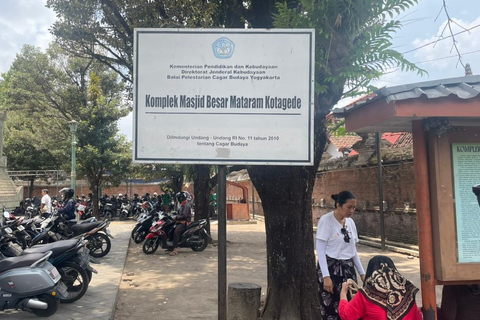 Kementerian Pendidikan dan Kebudayaan
Direktorat Jenderal Kebudayaan
Balai Pelestarian Cagar Budaya Yogyakarta
Komplek Masjid Besar Mataram Kotagede
Dilindungi Undang - Undang RI No 11 tahun 2010
tentang Cagar Budaya